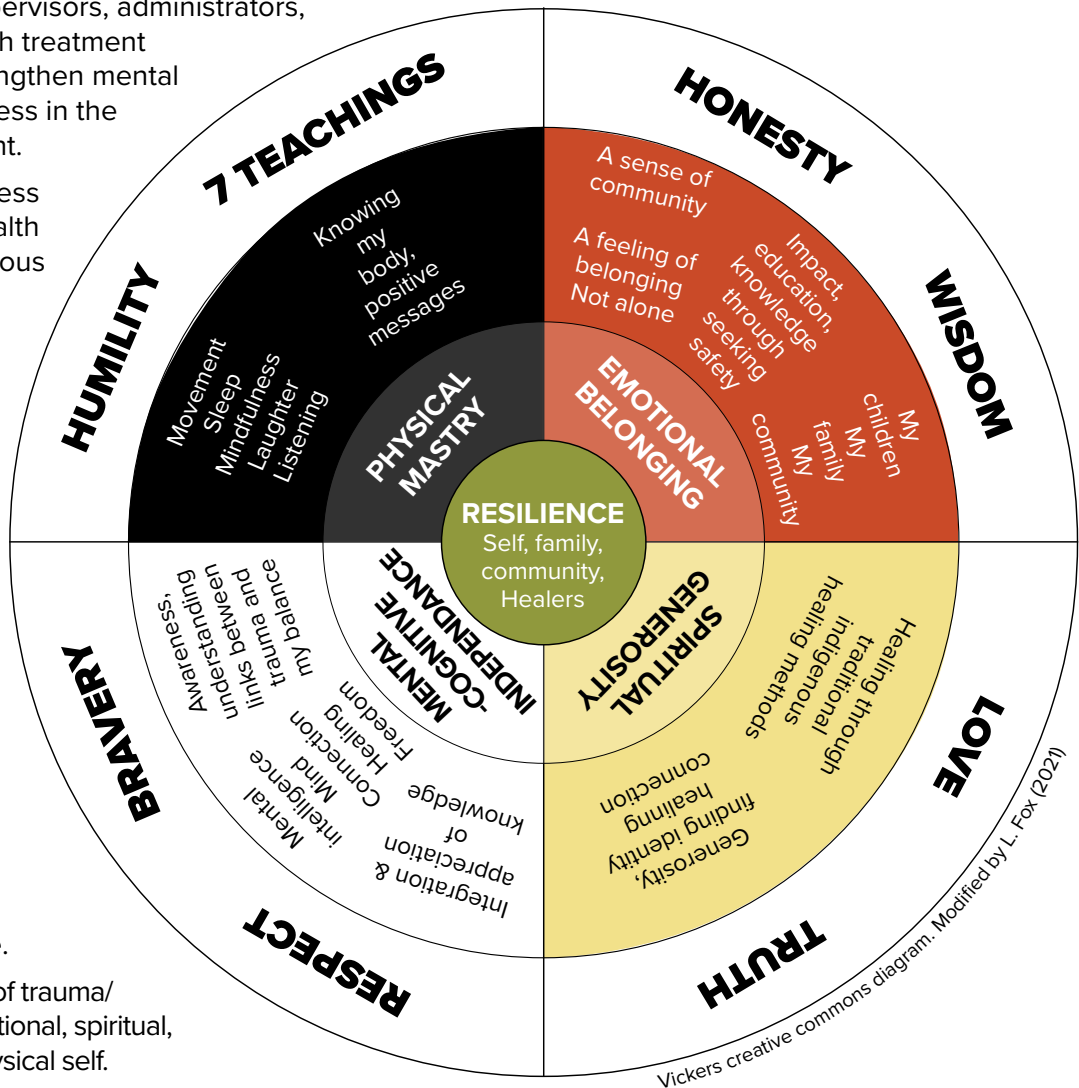 pervisors, administrators,
h treatment
ngthen mental
ess in the
nt.
ess
alth
ous
7 TEACHINGS
HONESTY
WISDOM
LOVE
TRUTH
RESPECT
BRAVERY
HUMILITY
Knowing
my
body,
positive
messages
Movement
Sleep
Mindfulness
Laughter
Listening
PHYSICAL
MASTRY
A sense of
community
A feeling of
belonging
Not alone
Impact,
education,
knowledge
through
seeking
safety
My
children
My
family
My
community
EMOTIONAL
BELONGING
RESILIENCE
Self, family,
community,
Healers
SPIRITUAL
GENEROSITY
Healing through
traditional
indigenous
healing methods
Generosity,
finding identity
healinng
connection
MENTAL
-COGNITIVE
INDEPENDANCE
Awareness,
understanding
links between
trauma and
my balance
Mental
intelligence
Mind
Connection
Healing
Freedom
Integration &
appreciation
of
knowledge
.
of trauma/
tional, spiritual,
ysical self.
Vickers creative commons diagram. Modified by L. Fox (2021)